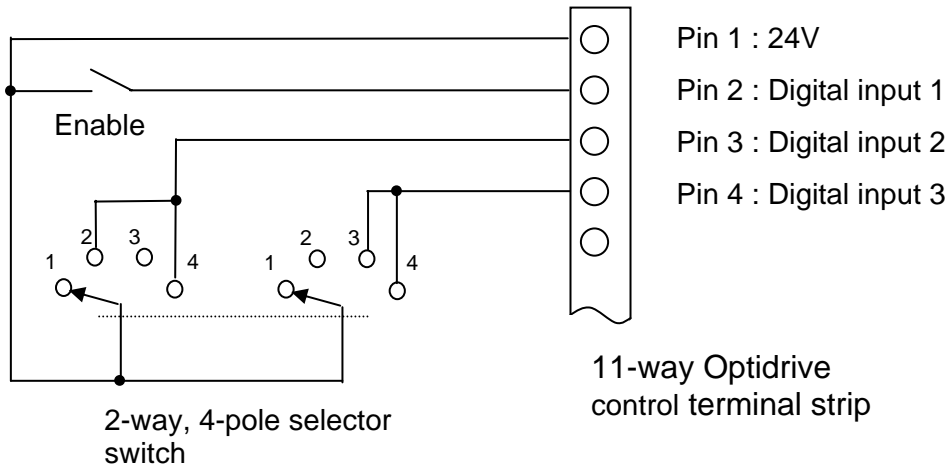 Pin 1 : 24V
Pin 2 : Digital input 1
Enable
Pin 3 : Digital input 2
Pin 4 : Digital input 3
1 2 3 4
1 2 3 4
11-way Optidrive
control terminal strip
2-way, 4-pole selector
switch